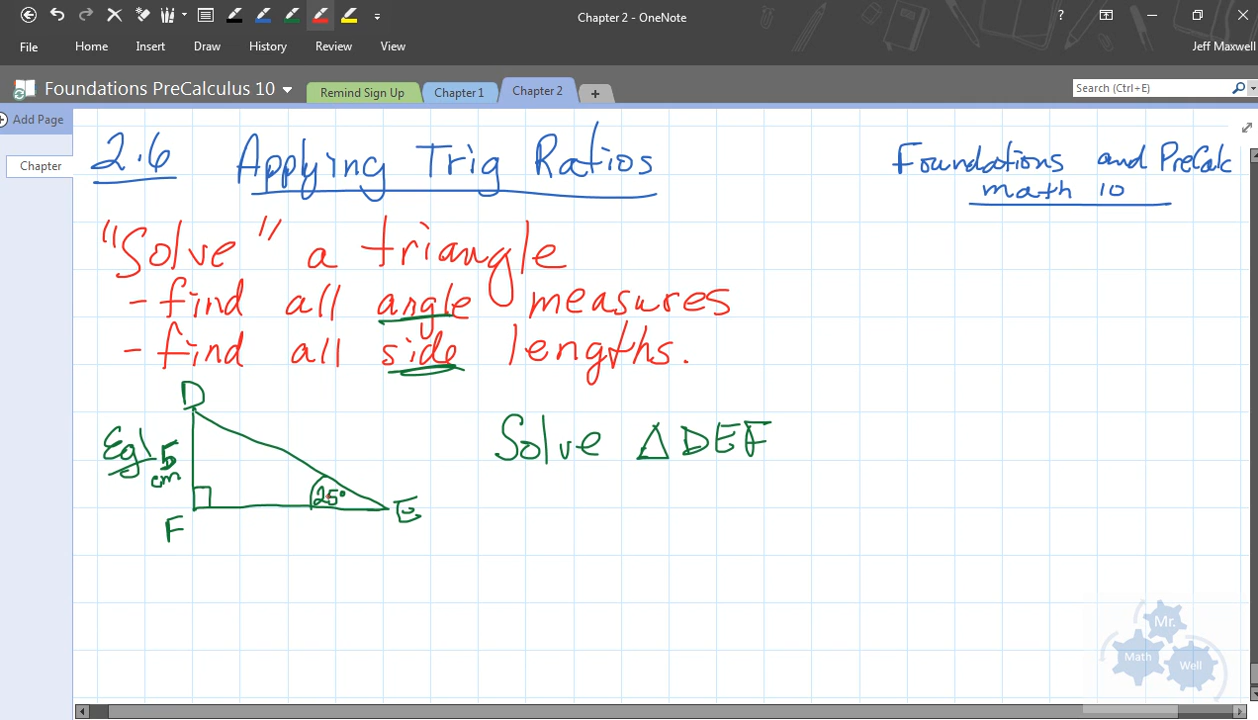 Chapter 2 - OneNote
?
File
Home
Insert
Draw
History
Review
View
Jeff Maxwell
Foundations PreCalculus 10
Remind Sign Up
Chapter 1
Chapter 2
+
Search (Ctrl+E)
Add Page
Chapter
2.6 Applying Trig Ratios
Foundations and PreCalc
math 10
"Solve" a triangle
- find all angle measures
- find all side lengths.
Eg1
D
5
cm
25°
F
E
Solve △DEF
Mr.
Math
Well